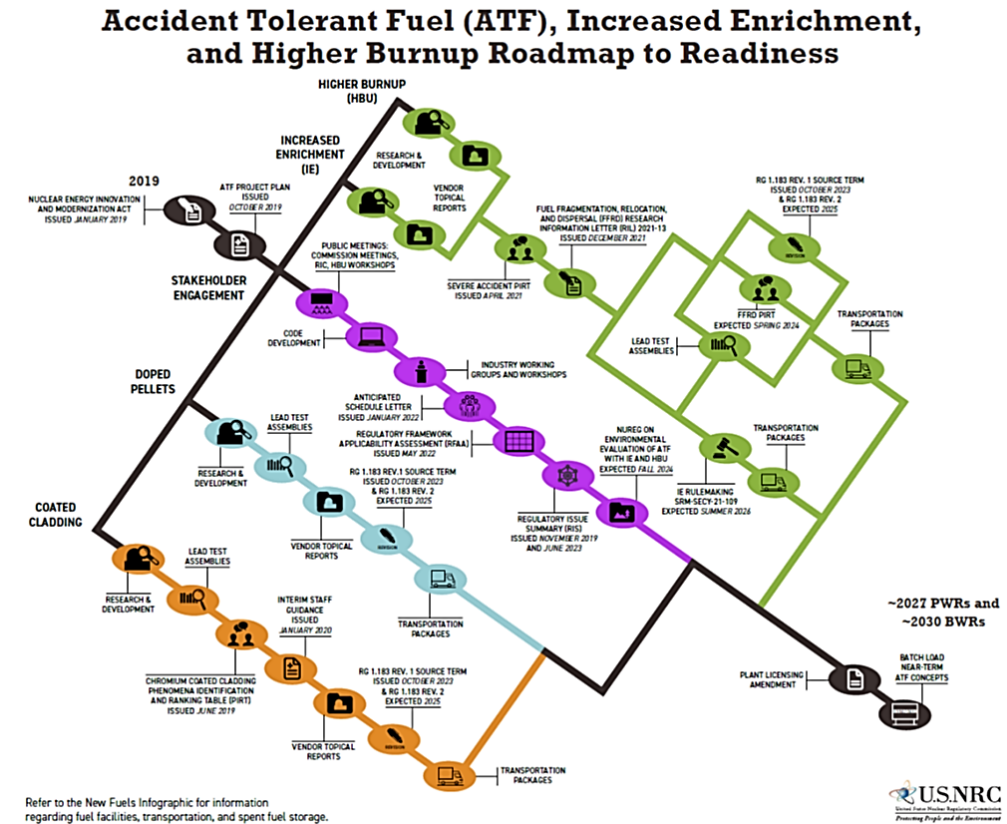 Accident Tolerant Fuel (ATF), Increased Enrichment,
and Higher Burnup Roadmap to Readiness
HIGHER BURNUP
(HBU)
INCREASED
ENRICHMENT
(IE)
RESEARCH &
DEVELOPMENT
VENDOR
TOPICAL
REPORTS
2019
NUCLEAR ENERGY INNOVATION
AND MODERNIZATION ACT
ISSUED JANUARY 2019
ATF PROJECT PLAN
ISSUED
OCTOBER 2019
STAKEHOLDER
ENGAGEMENT
PUBLIC MEETINGS:
COMMISSION MEETINGS,
RIC, HBU WORKSHOPS
SEVERE ACCIDENT PIRT
ISSUED APRIL 2021
FUEL FRAGMENTATION, RELOCATION,
AND DISPERSAL (FFRD) RESEARCH
INFORMATION LETTER (RIL) 2021-13
ISSUED DECEMBER 2021
RG 1.183 REV. 1 SOURCE TERM
ISSUED OCTOBER 2023
& RG 1.183 REV. 2
EXPECTED 2025
REVISION
FFRD PIRT
EXPECTED SPRING 2024
LEAD TEST
ASSEMBLIES
TRANSPORTATION
PACKAGES
CODE
DEVELOPMENT
INDUSTRY WORKING
GROUPS AND WORKSHOPS
ANTICIPATED
SCHEDULE LETTER
ISSUED JANUARY 2022
REGULATORY FRAMEWORK
APPLICABILITY ASSESSMENT (RFAA)
ISSUED MAY 2022
NUREG ON
ENVIRONMENTAL
EVALUATION OF ATF
WITH IE AND HBU
EXPECTED FALL 2024
TRANSPORTATION
PACKAGES
IE RULEMAKING
SRM-SECY-21-109
EXPECTED SUMMER 2026
REGULATORY ISSUE
SUMMARY (RIS)
ISSUED NOVEMBER 2019
AND JUNE 2023
DOPED
PELLETS
RESEARCH &
DEVELOPMENT
LEAD TEST
ASSEMBLIES
VENDOR TOPICAL
REPORTS
RG 1.183 REV.1 SOURCE TERM
ISSUED OCTOBER 2023
& RG 1.183 REV. 2
EXPECTED 2025
REVISION
TRANSPORTATION
PACKAGES
COATED
CLADDING
RESEARCH &
DEVELOPMENT
LEAD TEST
ASSEMBLIES
CHROMIUM COATED CLADDING
PHENOMENA IDENTIFICATION
AND RANKING TABLE (PIRT)
ISSUED JUNE 2019
INTERIM STAFF
GUIDANCE
ISSUED
JANUARY 2020
VENDOR TOPICAL
REPORTS
RG 1.183 REV. 1 SOURCE TERM
ISSUED OCTOBER 2023
& RG 1.183 REV. 2
EXPECTED 2025
REVISION
TRANSPORTATION
PACKAGES
~2027 PWRs and
~2030 BWRs
PLANT LICENSING
AMENDMENT
BATCH LOAD
NEAR-TERM
ATF CONCEPTS
Refer to the New Fuels Infographic for information
regarding fuel facilities, transportation, and spent fuel storage.
U.S.NRC
United States Nuclear Regulatory Commission
Protecting People and the Environment